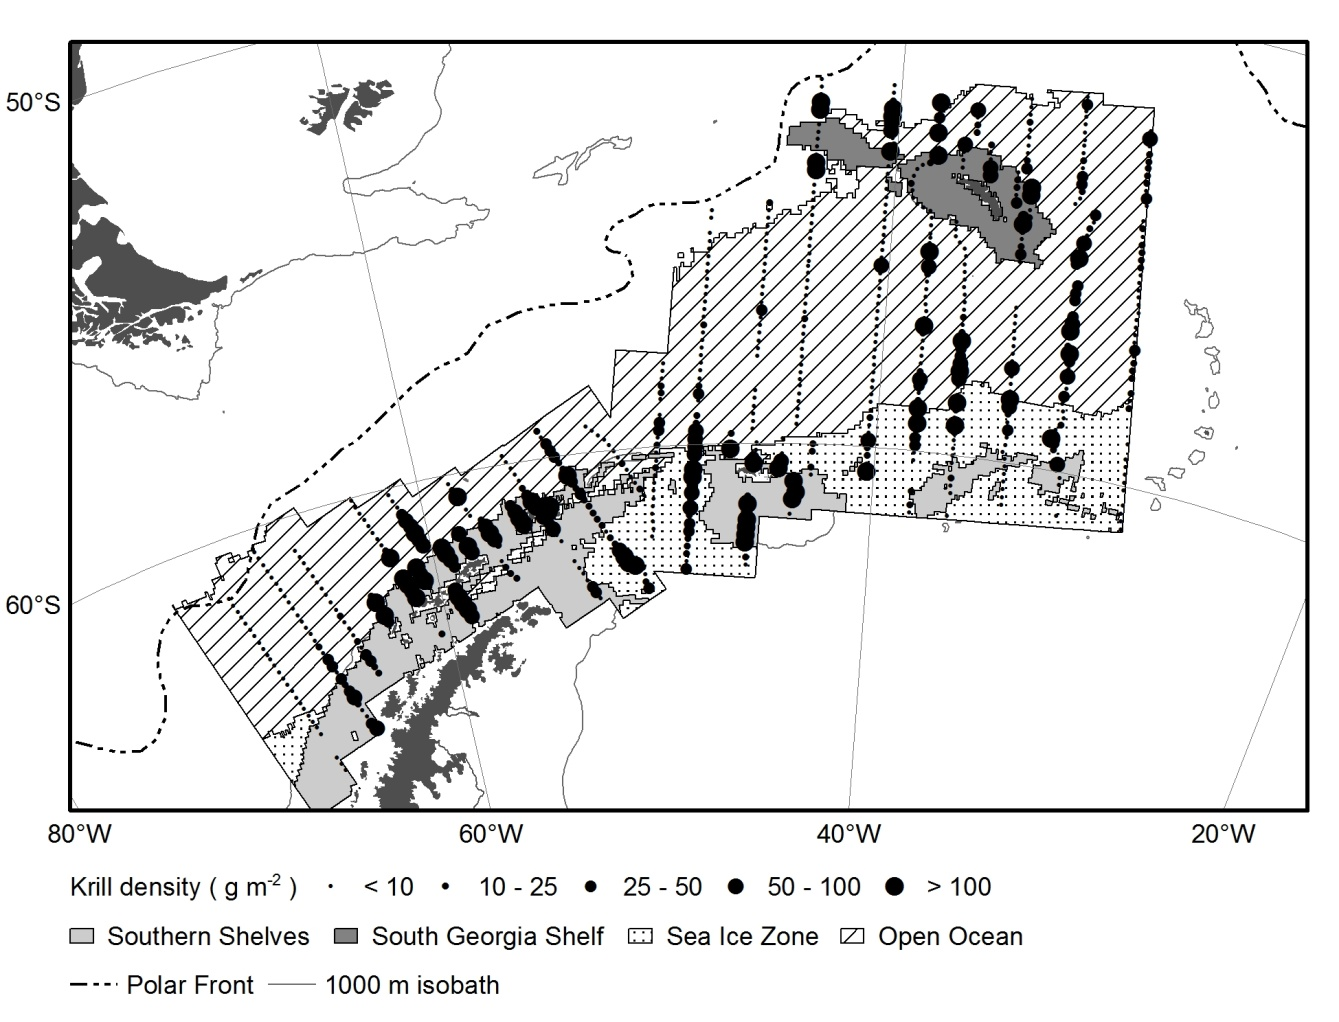 50°S
60°S
80°W 60°W 40°W 20°W
Krill density ( g m-2 ) < 10 10 - 25 25 - 50 50 - 100 > 100
Southern Shelves South Georgia Shelf Sea Ice Zone Open Ocean
Polar Front 1000 m isobath